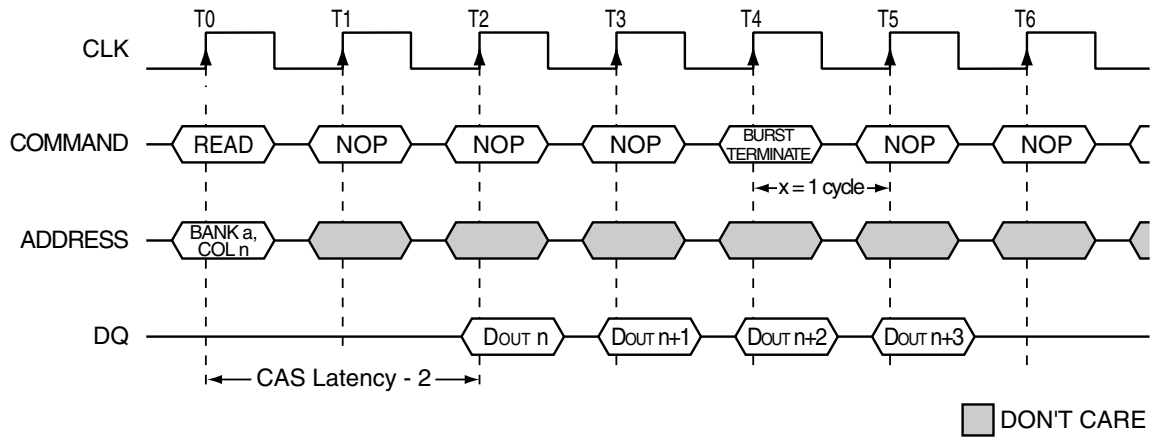 T0 T1 T2 T3 T4 T5 T6
CLK
COMMAND READ NOP NOP NOP BURST TERMINATE NOP NOP
x = 1 cycle
ADDRESS BANK a, COL n
DQ DOUT n DOUT n+1 DOUT n+2 DOUT n+3
CAS Latency - 2
DON'T CARE